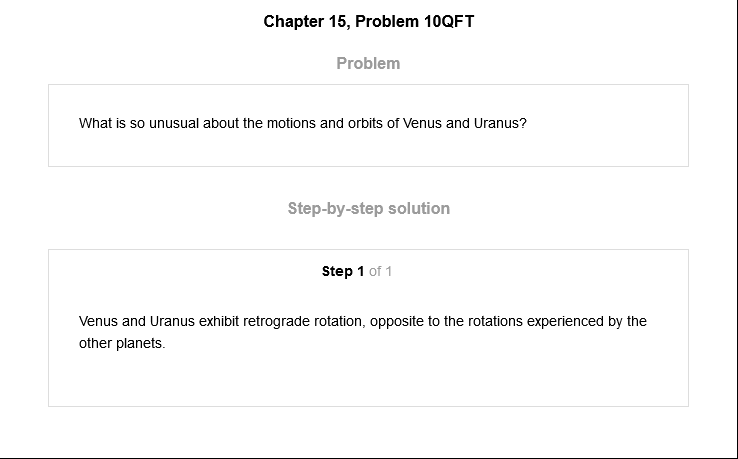 Chapter 15, Problem 10QFT
Problem
What is so unusual about the motions and orbits of Venus and Uranus?
Step-by-step solution
Step 1 of 1
Venus and Uranus exhibit retrograde rotation, opposite to the rotations experienced by the
other planets.